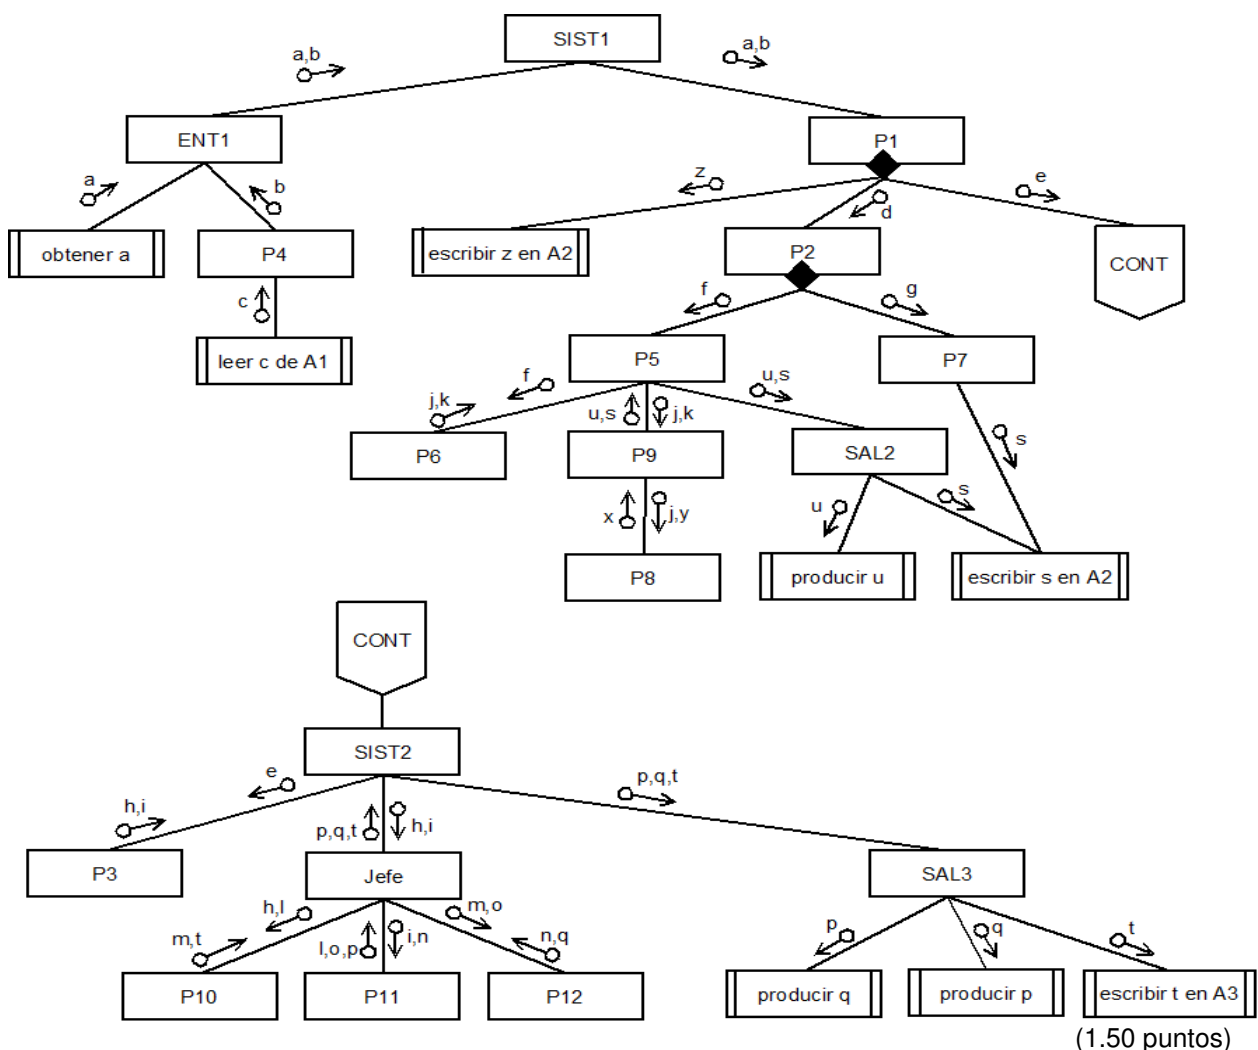 SIST1
a,b
a,b
ENT1
P1
a
b
z
d
e
obtener a
P4
escribir z en A2
P2
CONT
c
f
g
leer c de A1
P5
P7
f
j,k
u,s
j,k
u,s
s
P6
P9
SAL2
x
j,y
u
s
P8
producir u
escribir s en A2
CONT
SIST2
e
h,i
p,q,t
h,i
p,q,t
P3
Jefe
SAL3
h,l
m,t
l,o,p
i,n
m,o
n,q
p
q
t
P10
P11
P12
producir q
producir p
escribir t en A3
(1.50 puntos)